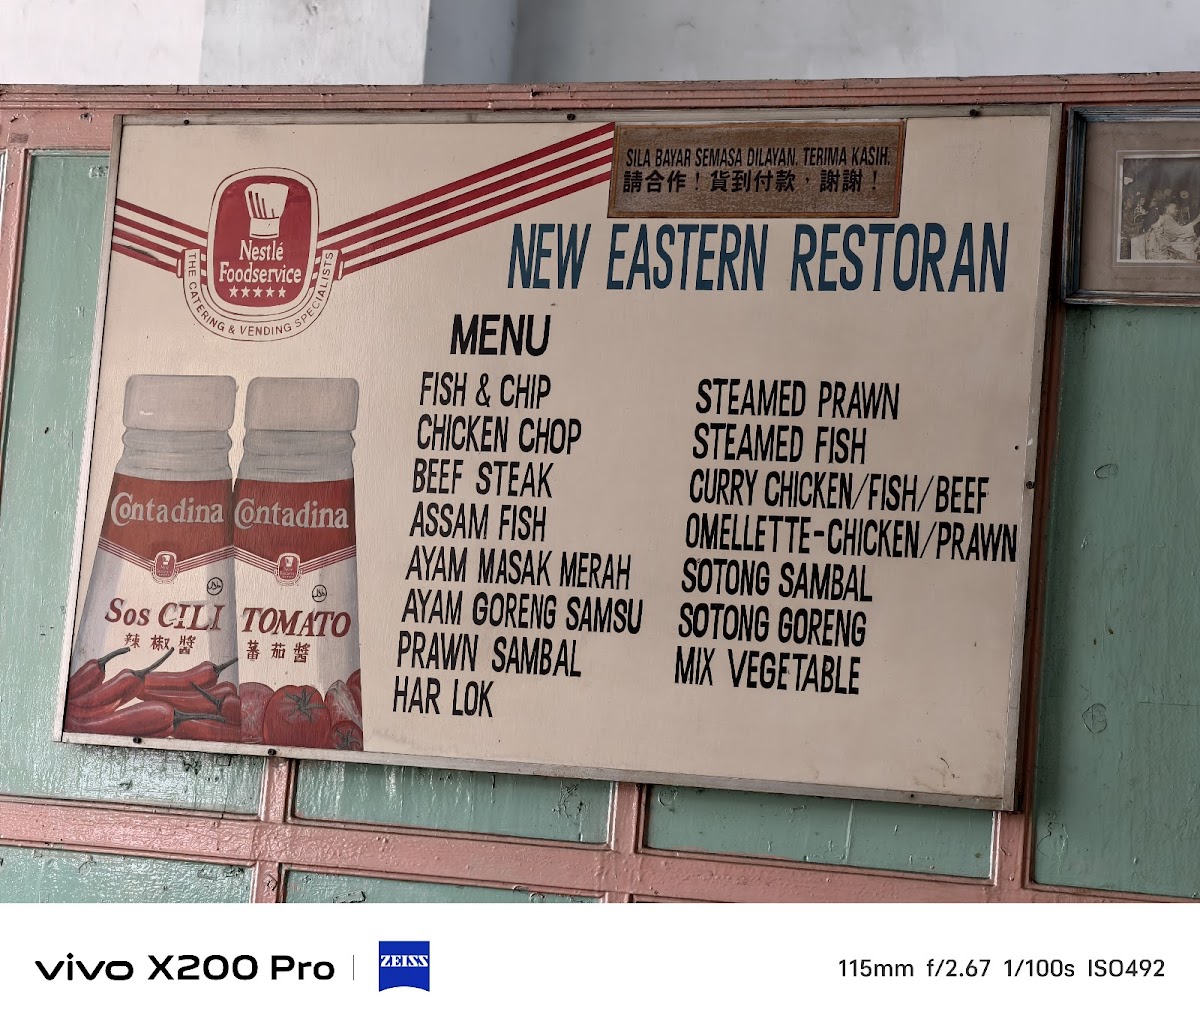 SILA BAYAR SEMASA DILAYAN. TERIMA KASIH.
請合作！貨到付款，謝謝！
Nestlé
Foodservice
THE CATERING & VENDING SPECIALISTS
NEW EASTERN RESTORAN
MENU
FISH & CHIP
CHICKEN CHOP
BEEF STEAK
ASSAM FISH
AYAM MASAK MERAH
AYAM GORENG SAMSU
PRAWN SAMBAL
HAR LOK
STEAMED PRAWN
STEAMED FISH
CURRY CHICKEN/FISH/BEEF
OMELLETTE-CHICKEN/PRAWN
SOTONG SAMBAL
SOTONG GORENG
MIX VEGETABLE
Contadina
Sos CILI
辣椒醬
Contadina
TOMATO
蕃茄醬
vivo X200 Pro
ZEISS
115mm f/2.67 1/100s ISO492